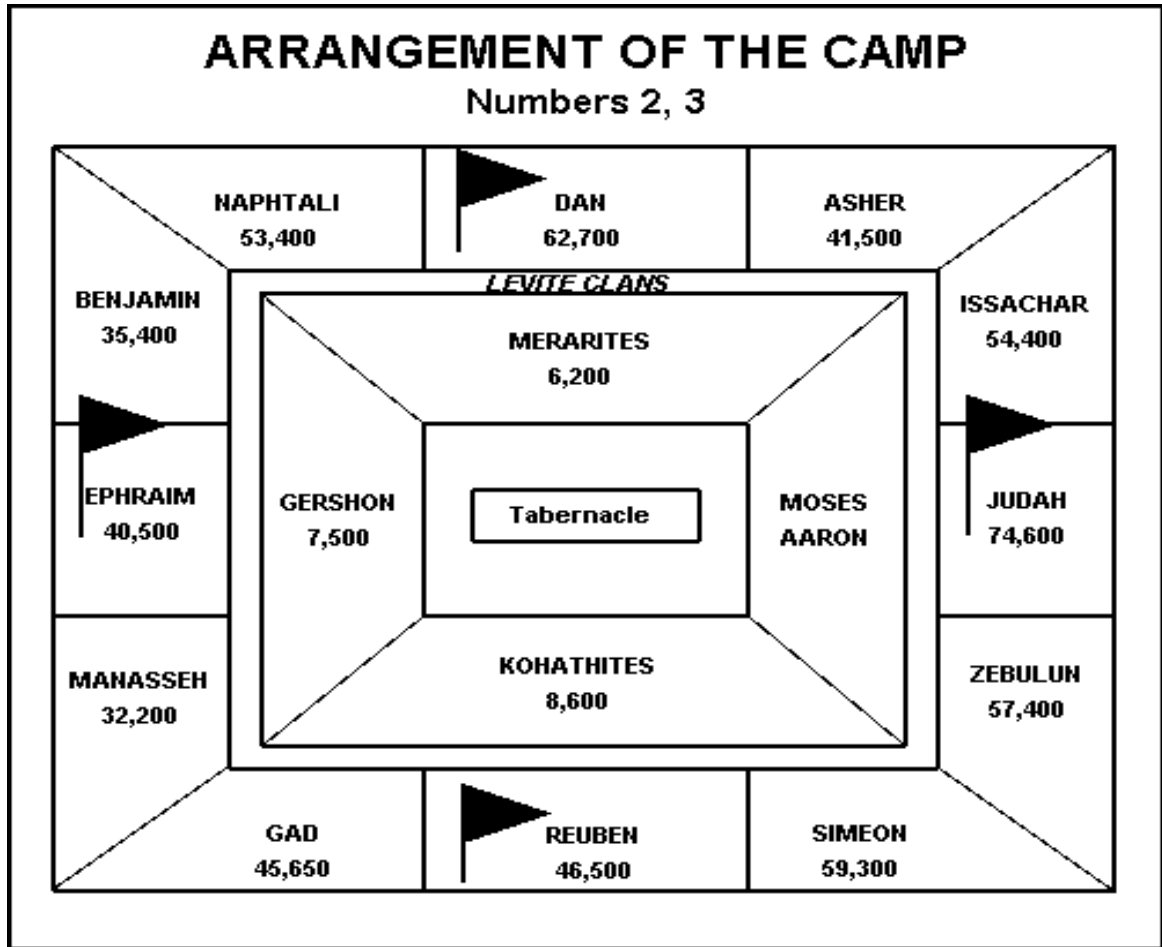 ARRANGEMENT OF THE CAMP
Numbers 2, 3
NAPHTALI
53,400
DAN
62,700
ASHER
41,500
LEVITE CLANS
BENJAMIN
35,400
ISSACHAR
54,400
MERARITES
6,200
EPHRAIM
40,500
GERSHON
7,500
Tabernacle
MOSES
AARON
JUDAH
74,600
MANASSEH
32,200
KOHATHITES
8,600
ZEBULUN
57,400
GAD
45,650
REUBEN
46,500
SIMEON
59,300